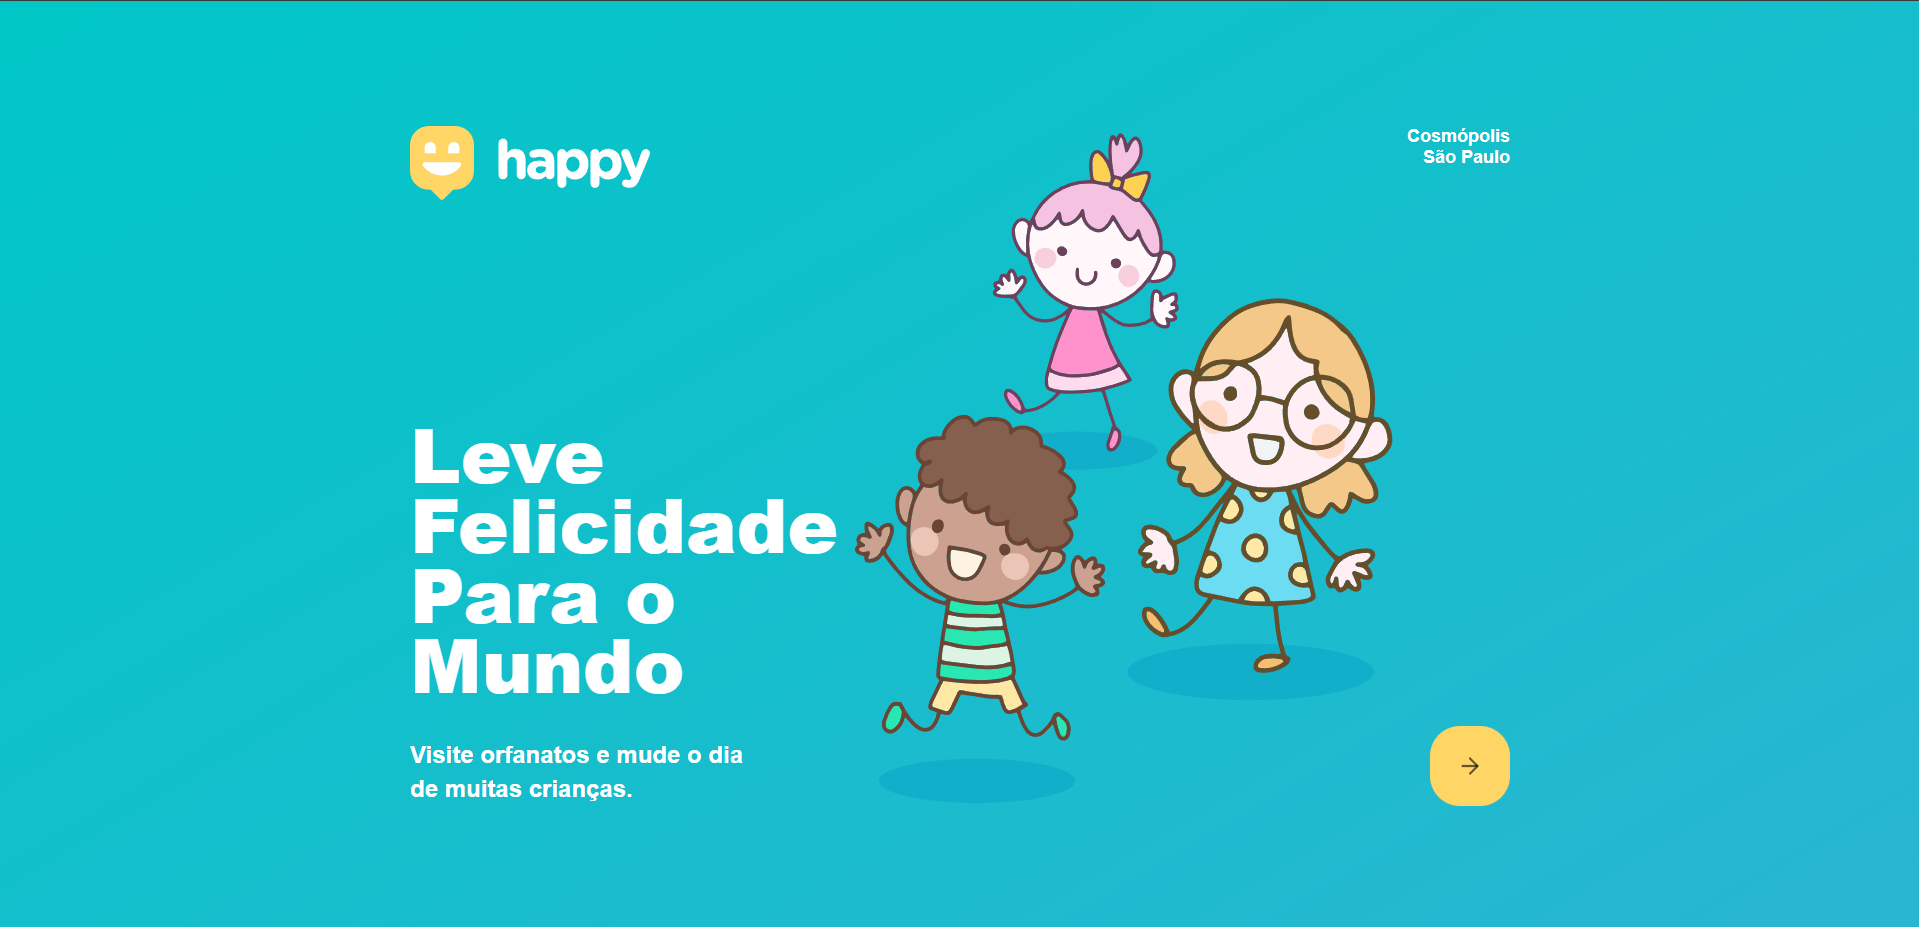 happy
Cosmópolis
São Paulo
Leve
Felicidade
Para o
Mundo
Visite orfanatos e mude o dia
de muitas crianças.